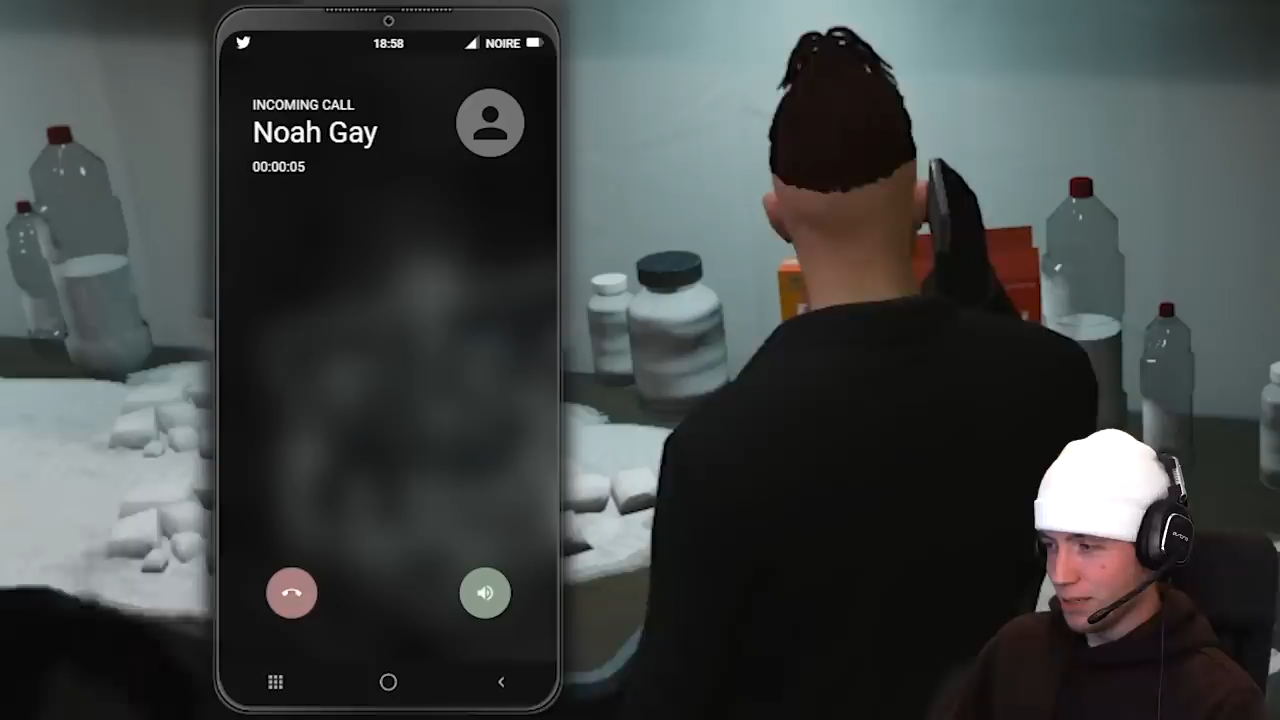 18:58
NOIRE
INCOMING CALL
Noah Gay
00:00:05